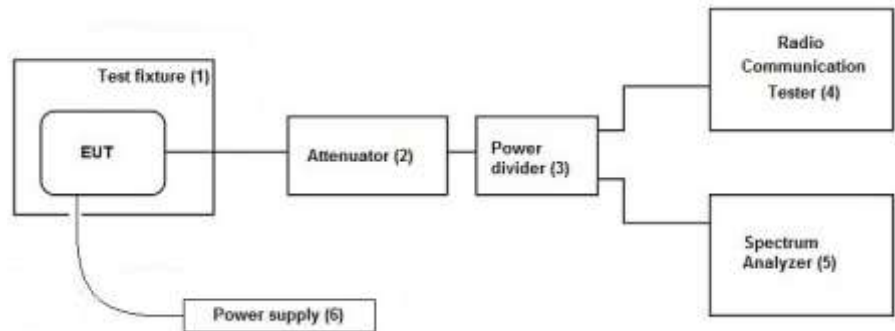 Test fixture (1)
EUT
Attenuator (2)
Power
divider (3)
Radio
Communication
Tester (4)
Spectrum
Analyzer (5)
Power supply (6)